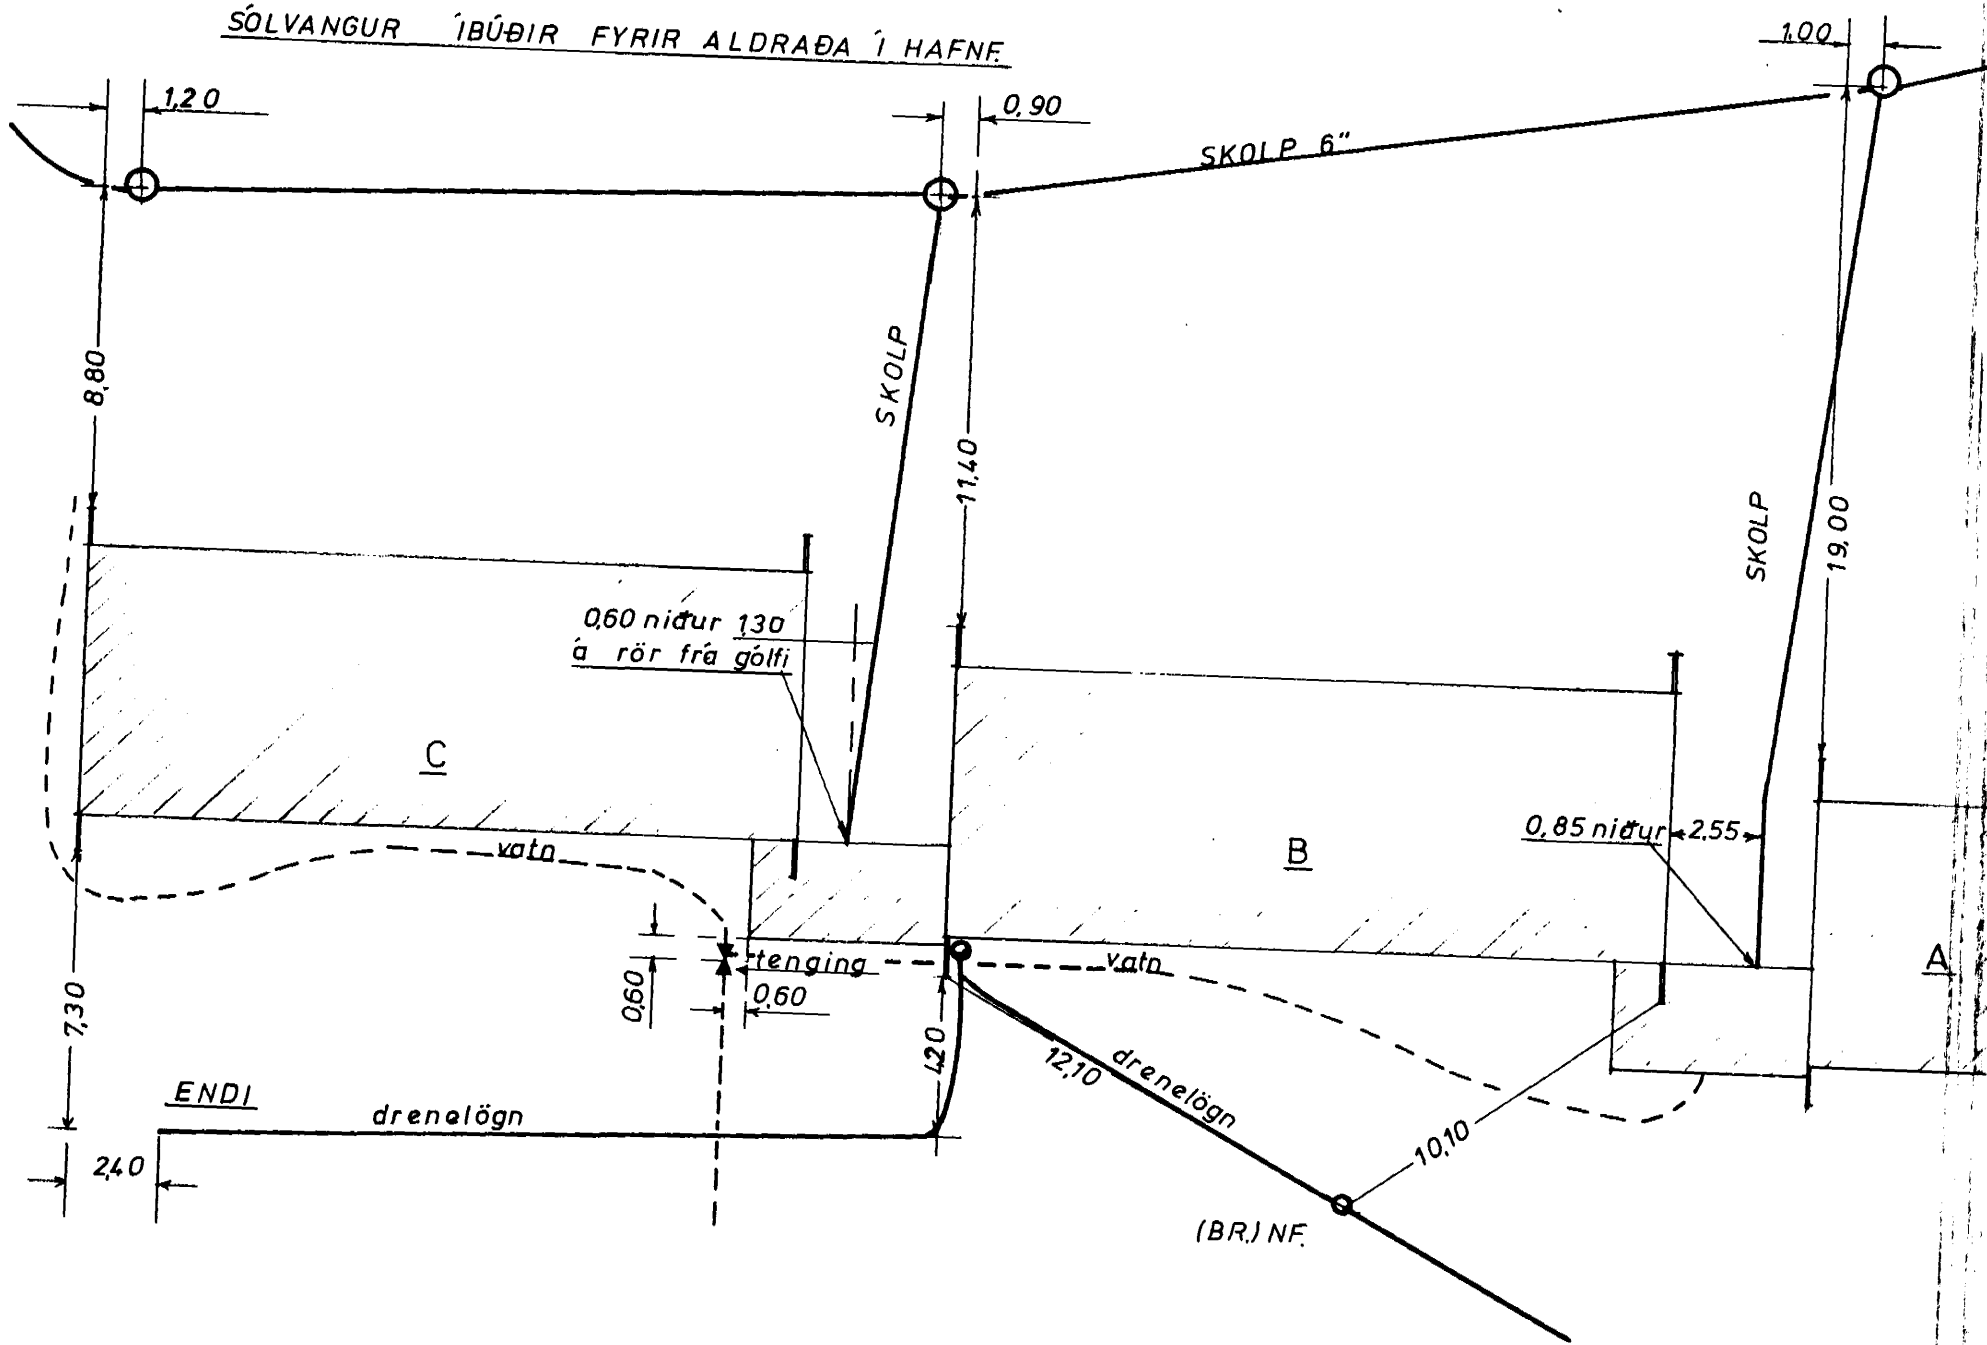 SÓLVANGUR ÍBÚÐIR FYRIR ALDRAÐA Í HAFNF.
1,00
1,20
0,90
SKOLP 6"
8,80
SKOLP
11,40
SKOLP
19,00
0,60 niður 1,30
á rör frá gólfi
C
0,85 niður 2,55
B
vatn
A
tenging
vatn
0,60
0,60
7,30
4,20
12,10
drenelögn
ENDI
drenelögn
10,10
2,40
(BR.) NF.